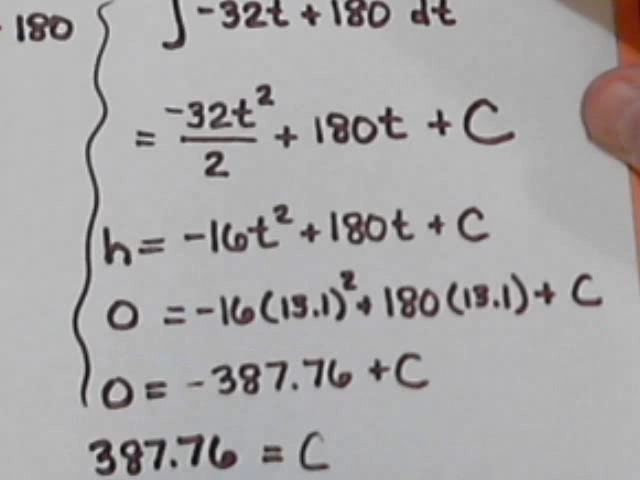 180
∫ -32t + 180 dt
= -32t²/2 + 180t + C
h = -16t² + 180t + C
0 = -16(13.1)² + 180(13.1) + C
0 = -387.76 + C
387.76 = C